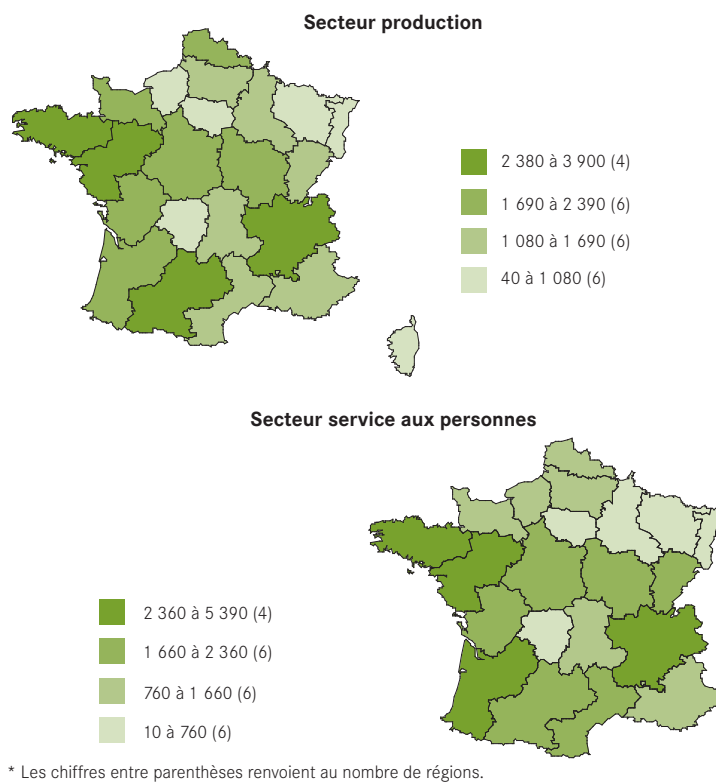 Secteur production
2 380 à 3 900 (4)
1 690 à 2 390 (6)
1 080 à 1 690 (6)
40 à 1 080 (6)
Secteur service aux personnes
2 360 à 5 390 (4)
1 660 à 2 360 (6)
760 à 1 660 (6)
10 à 760 (6)
* Les chiffres entre parenthèses renvoient au nombre de régions.